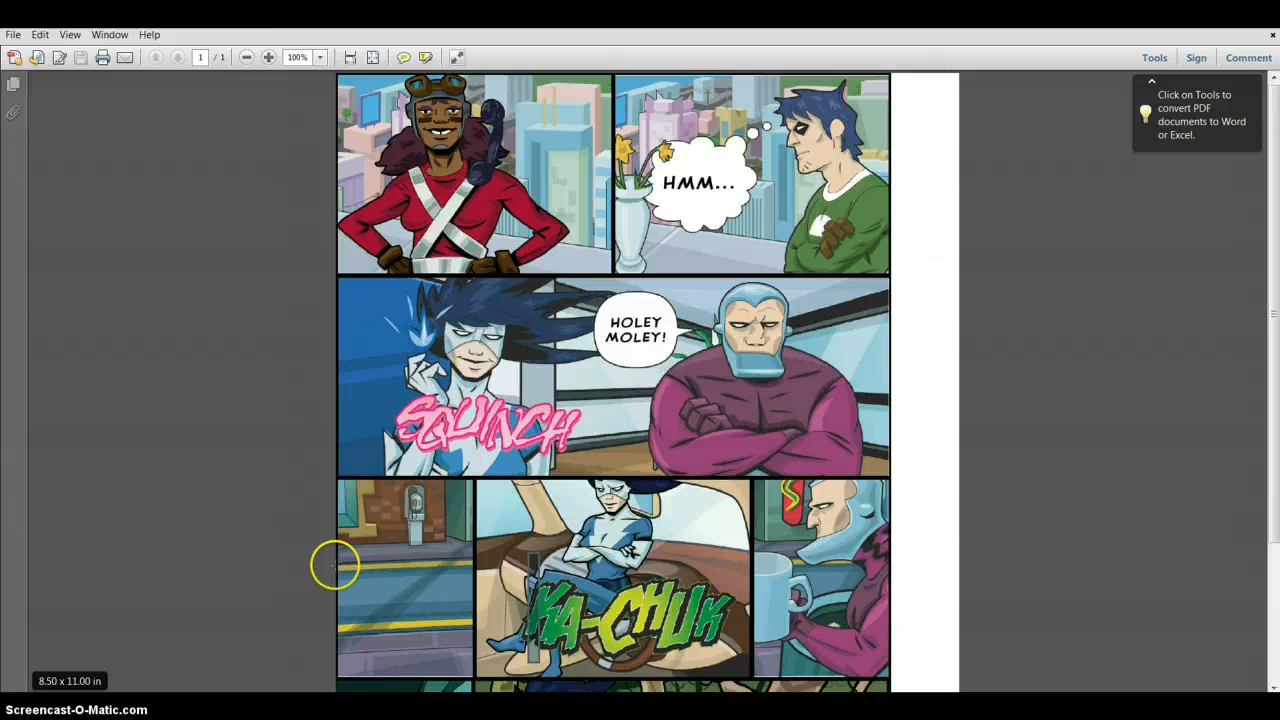 File Edit View Window Help
1 / 1 100% Tools Sign Comment
Click on Tools to
convert PDF
documents to Word
or Excel.
HMM...
HOLEY
MOLEY!
SQUINCH
KA-CHUK
8.50 x 11.00 in
Screencast-O-Matic.com